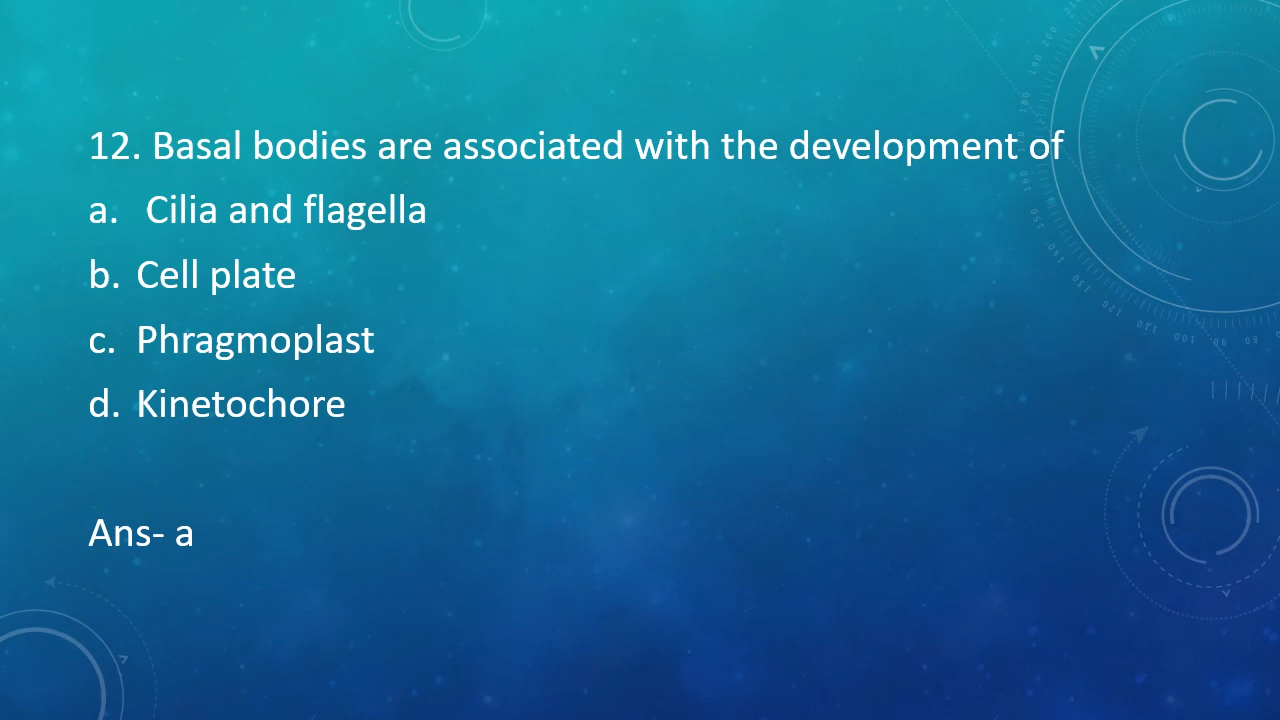 12. Basal bodies are associated with the development of
a. Cilia and flagella
b. Cell plate
c. Phragmoplast
d. Kinetochore
Ans- a